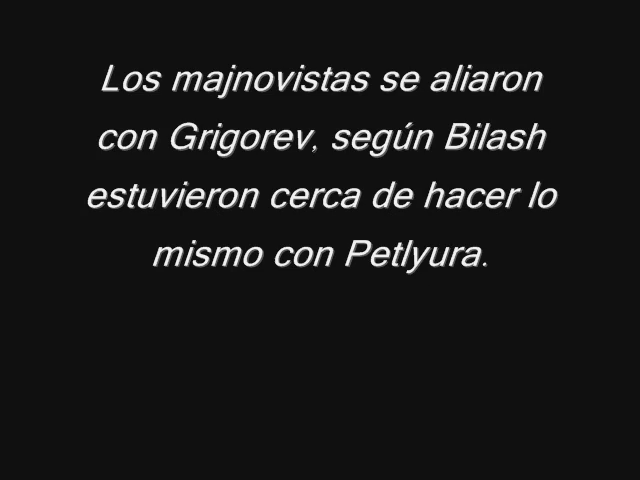 Los majnovistas se aliaron
con Grigorev, según Bilash
estuvieron cerca de hacer lo
mismo con Petlyura.